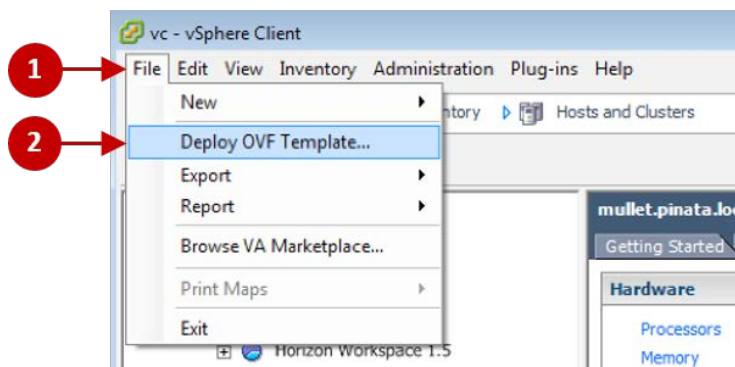 vc - vSphere Client
1
File Edit View Inventory Administration Plug-ins Help
New
Hosts and Clusters
2
Deploy OVF Template...
Export
Report
mullet.pinata.lo
Browse VA Marketplace...
Getting Started
Print Maps
Hardware
Exit
Processors
Horizon Workspace 1.5
Memory